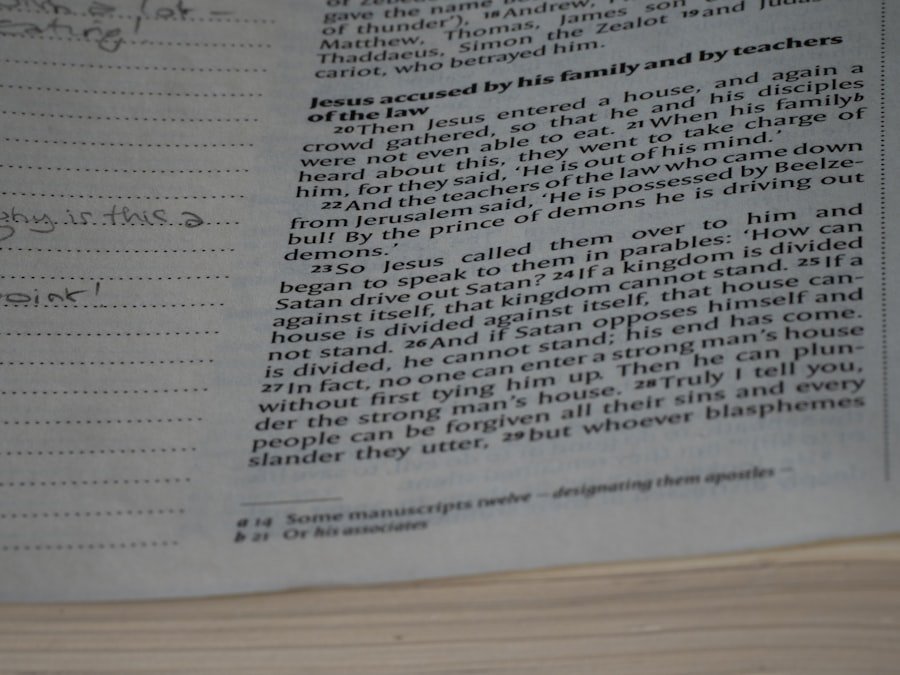 a lot –
eating!
why is this a
point!
of Zebedee
gave the name
of thunder'), 18 Andrew,
Matthew, Thomas, James son
Thaddaeus, Simon the Zealot 19 and Judas
cariot, who betrayed him.
Jesus accused by his family and by teachers
of the law
20 Then Jesus entered a house, and again a
crowd gathered, so that he and his disciples
were not even able to eat. 21 When his family b
heard about this, they went to take charge of
him, for they said, 'He is out of his mind.'
22 And the teachers of the law who came down
from Jerusalem said, 'He is possessed by Beelze-
bul! By the prince of demons he is driving out
demons.'
23 So Jesus called them over to him and
began to speak to them in parables: 'How can
Satan drive out Satan? 24 If a kingdom is divided
against itself, that kingdom cannot stand. 25 If a
house is divided against itself, that house can-
not stand. 26 And if Satan opposes himself and
is divided, he cannot stand; his end has come.
27 In fact, no one can enter a strong man's house
without first tying him up. Then he can plun-
der the strong man's house. 28 Truly I tell you,
people can be forgiven all their sins and every
slander they utter, 29 but whoever blasphemes
a 14 Some manuscripts twelve – designating them apostles –
b 21 Or his associates